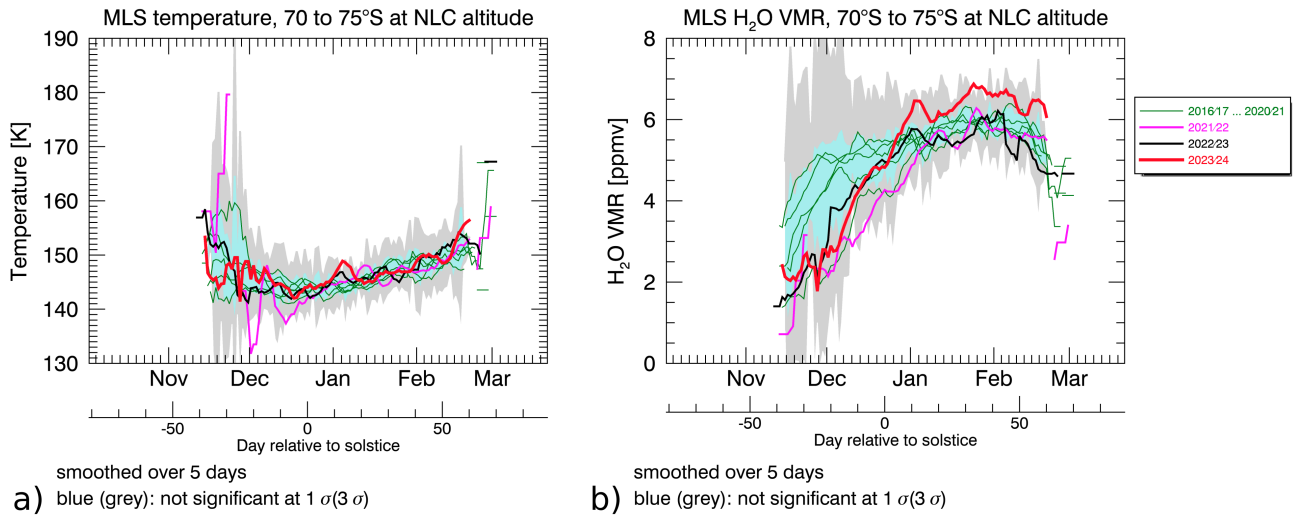 MLS temperature, 70 to 75°S at NLC altitude
190
180
170
160
150
140
130
Temperature [K]
Nov Dec Jan Feb Mar
-50 0 50
Day relative to solstice
smoothed over 5 days
a) blue (grey): not significant at 1 σ(3 σ)
MLS H₂O VMR, 70°S to 75°S at NLC altitude
8
6
4
2
0
H₂O VMR [ppmv]
Nov Dec Jan Feb Mar
-50 0 50
Day relative to solstice
smoothed over 5 days
b) blue (grey): not significant at 1 σ(3 σ)
2016/17 ... 2020/21
2021/22
2022/23
2023/24